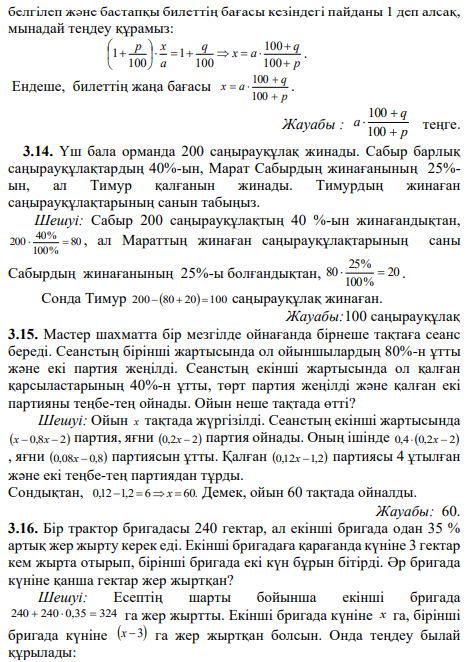 белгілеп және бастапқы билеттің бағасы кезіндегі пайданы 1 деп алсақ,
мынадай теңдеу құрамыз:
(1 + p/100) · x/a = 1 + q/100 ⇒ x = a · (100 + q)/(100 + p).
Ендеше, билеттің жаңа бағасы x = a · (100 + q)/(100 + p).
Жауабы : a · (100 + q)/(100 + p) теңге.
3.14. Үш бала орманда 200 саңырауқұлақ жинады. Сабыр барлық
саңырауқұлақтардың 40%-ын, Марат Сабырдың жинағанының 25%-
ын, ал Тимур қалғанын жинады. Тимурдың жинаған
саңырауқұлақтарының санын табыңыз.
Шешуі: Сабыр 200 саңырауқұлақтың 40 %-ын жинағандықтан,
200 · 40%/100% = 80, ал Мараттың жинаған саңырауқұлақтарының саны
Сабырдың жинағанының 25%-ы болғандықтан, 80 · 25%/100% = 20.
Сонда Тимур 200 – (80 + 20) = 100 саңырауқұлақ жинаған.
Жауабы:100 саңырауқұлақ
3.15. Мастер шахматта бір мезгілде ойнағанда бірнеше тақтаға сеанс
береді. Сеанстың бірінші жартысында ол ойыншылардың 80%-н ұтты
және екі партия жеңілді. Сеанстың екінші жартысында ол қалған
қарсыластарының 40%-н ұтты, төрт партия жеңілді және қалған екі
партияны теңбе-тең ойнады. Ойын неше тақтада өтті?
Шешуі: Ойын x тақтада жүргізілді. Сеанстың екінші жартысында
(x – 0,8x – 2) партия, яғни (0,2x – 2) партия ойнады. Оның ішінде 0,4·(0,2x – 2)
, яғни (0,08x – 0,8) партиясын ұтты. Қалған (0,12x – 1,2) партиясы 4 ұтылған
және екі теңбе-тең партиядан тұрды.
Сондықтан, 0,12 – 1,2 = 6 ⇒ x = 60. Демек, ойын 60 тақтада ойналды.
Жауабы: 60.
3.16. Бір трактор бригадасы 240 гектар, ал екінші бригада одан 35 %
артық жер жырту керек еді. Екінші бригадаға қарағанда күніне 3 гектар
кем жырта отырып, бірінші бригада екі күн бұрын бітірді. Әр бригада
күніне қанша гектар жер жыртқан?
Шешуі: Есептің шарты бойынша екінші бригада
240 + 240 · 0,35 = 324 га жер жыртты. Екінші бригада күніне x га, бірінші
бригада күніне (x – 3) га жер жыртқан болсын. Онда теңдеу былай
құрылады: